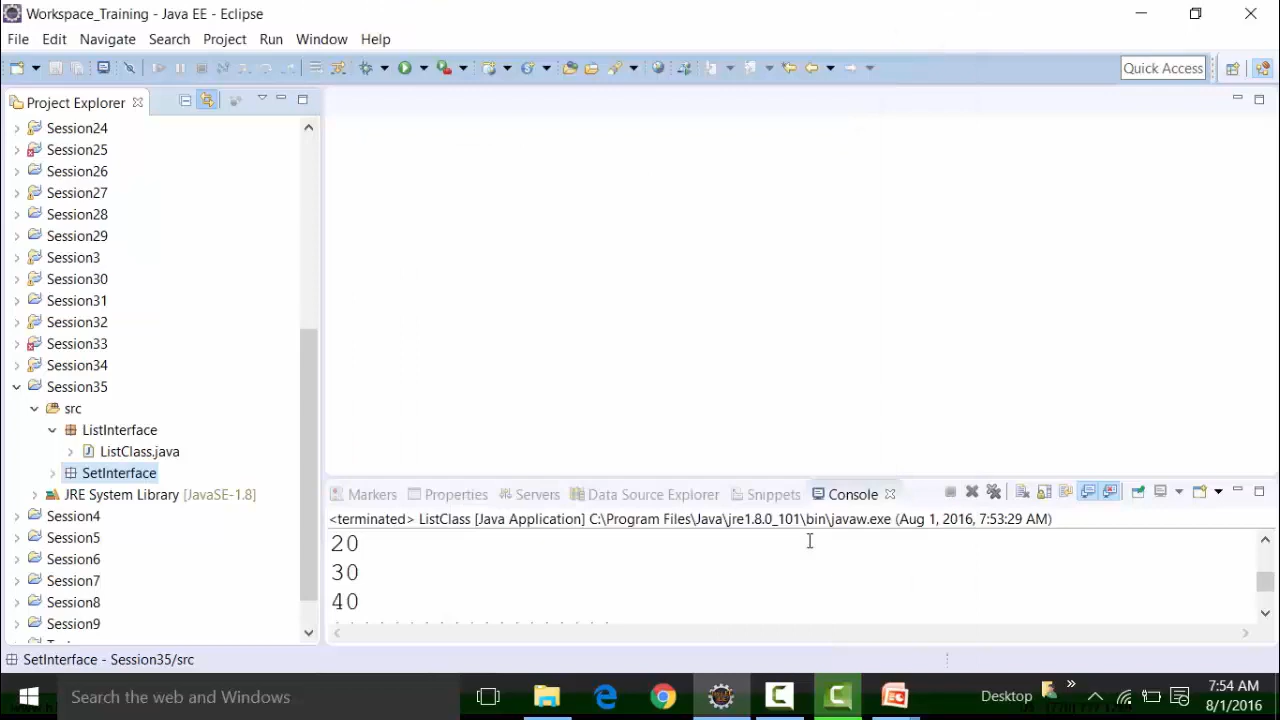 Workspace_Training - Java EE - Eclipse
File Edit Navigate Search Project Run Window Help
Quick Access
Project Explorer
Session24
Session25
Session26
Session27
Session28
Session29
Session3
Session30
Session31
Session32
Session33
Session34
Session35
src
ListInterface
ListClass.java
SetInterface
JRE System Library [JavaSE-1.8]
Session4
Session5
Session6
Session7
Session8
Session9
Markers Properties Servers Data Source Explorer Snippets Console
<terminated> ListClass [Java Application] C:\Program Files\Java\jre1.8.0_101\bin\javaw.exe (Aug 1, 2016, 7:53:29 AM)
20
30
40
SetInterface - Session35/src
Search the web and Windows
Desktop
7:54 AM
8/1/2016